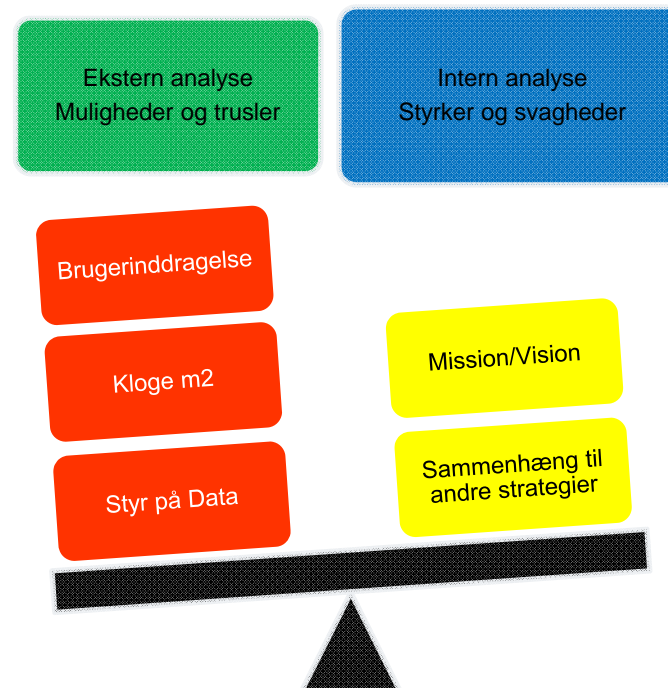 Ekstern analyse
Muligheder og trusler
Intern analyse
Styrker og svagheder
Brugerinddragelse
Kloge m2
Styr på Data
Mission/Vision
Sammenhæng til
andre strategier